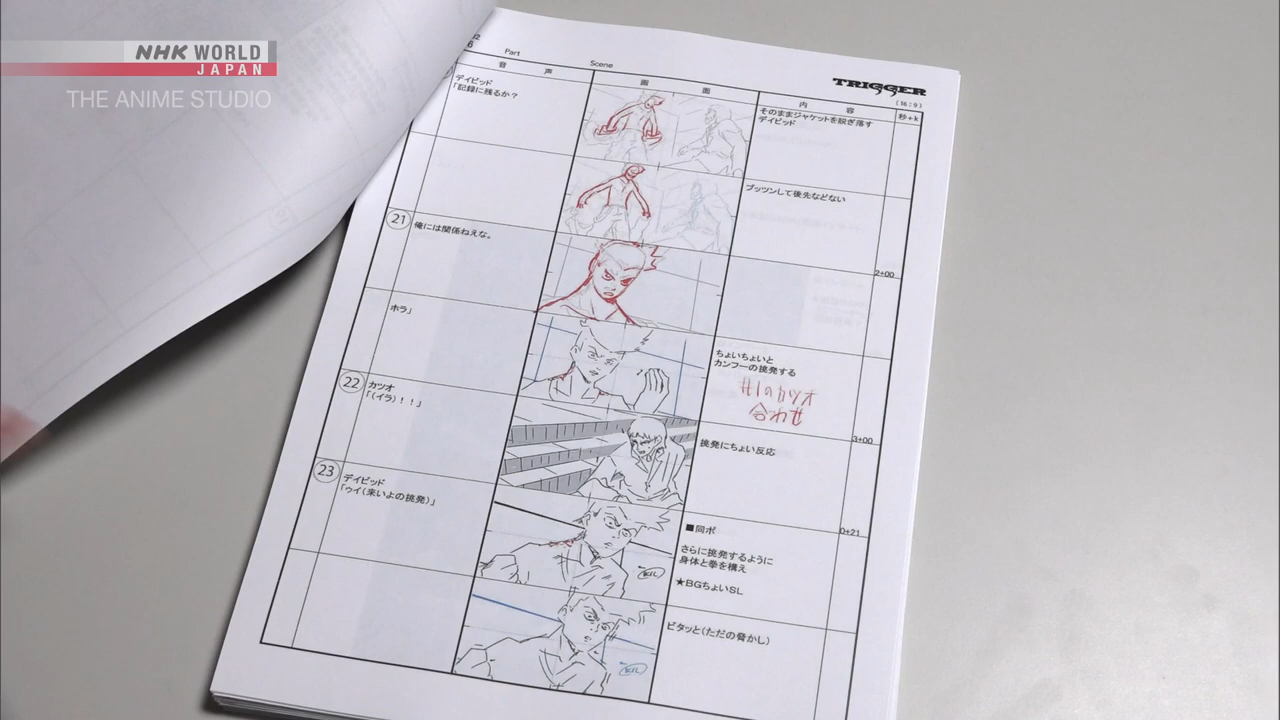 NHK WORLD
JAPAN
THE ANIME STUDIO
Part
Scene
TRIGGER
(16:9)
音 声
画 面
内 容
秒+k
デイビッド
「記録に残るか?
そのままジャケットを脱ぎ落す
デイビッド
プッツンして後先などない
21
俺には関係ねえな。
2+00
ホラ」
ちょいちょいと
カンフーの挑発する
#1のカツオ
合わせ
3+00
22
カツオ
「(イラ)!!」
挑発にちょい反応
0+21
23
デイビッド
「ゥイ(来いよの挑発)」
■同ポ
さらに挑発するように
身体と拳を構え
★BGちょいSL
ピタッと(ただの脅かし)